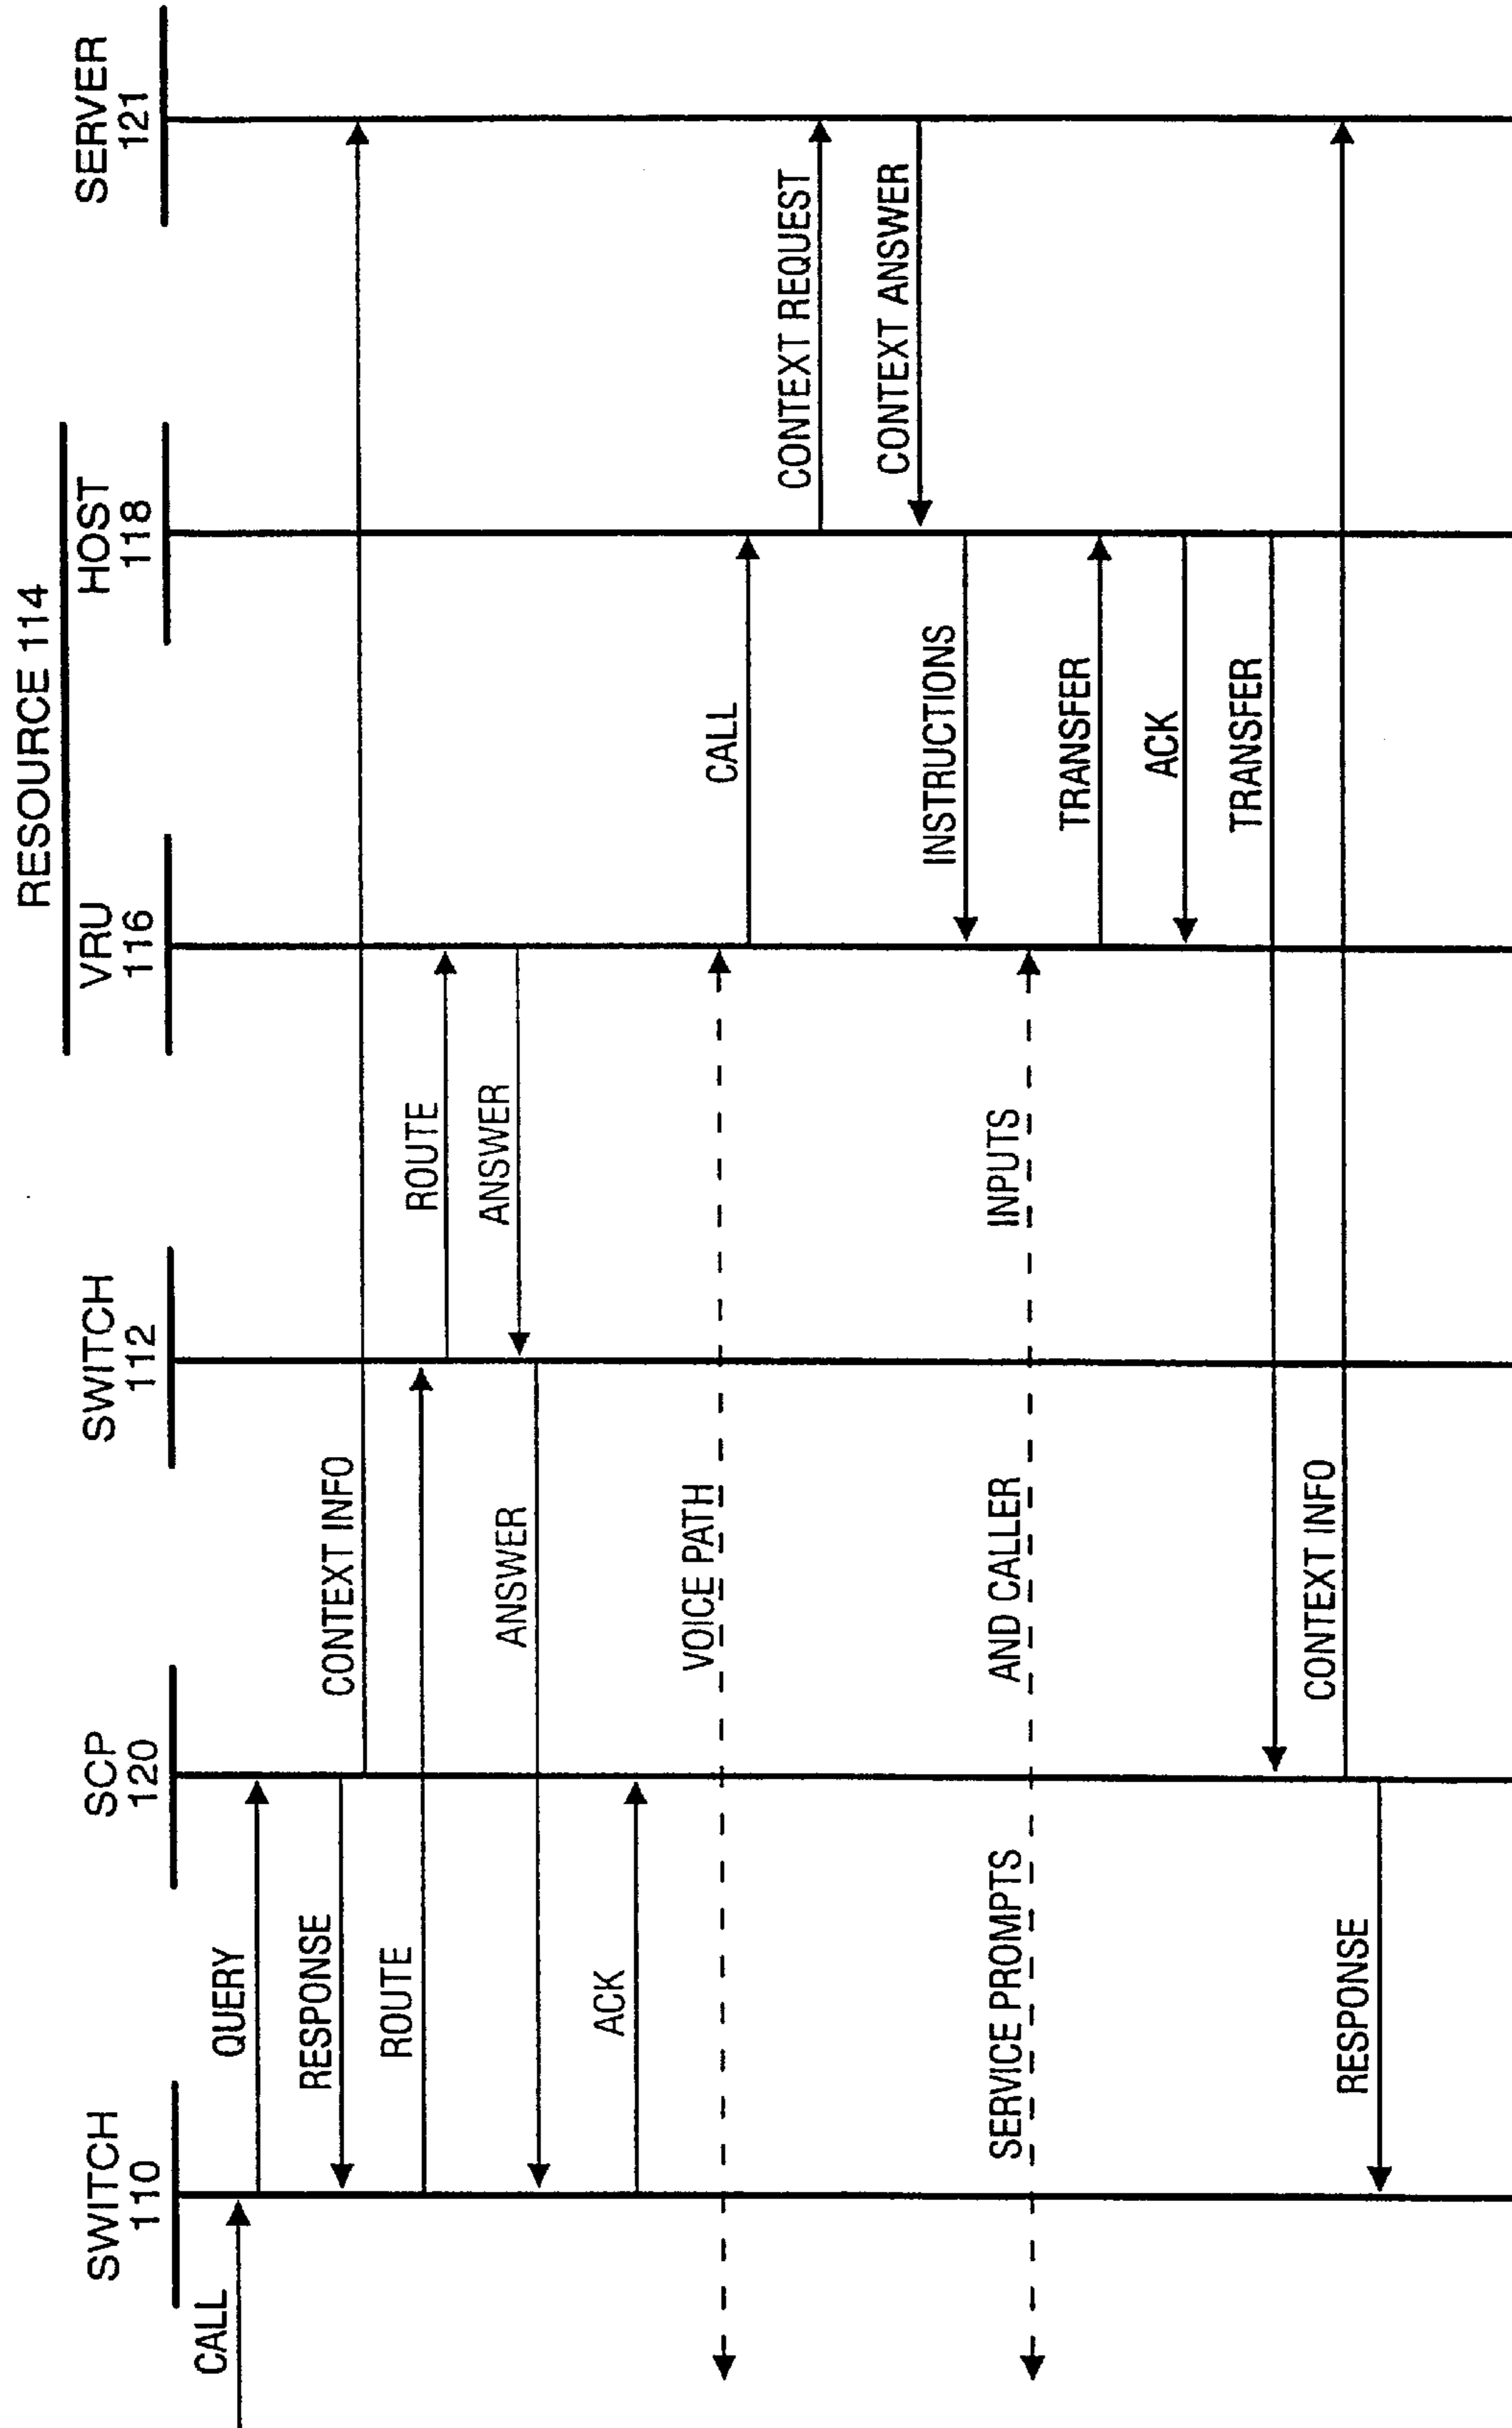 RESOURCE 114
SWITCH
110
SCP
120
SWITCH
112
VRU
116
HOST
118
SERVER
121
CALL
QUERY
RESPONSE
CONTEXT INFO
ROUTE
ROUTE
ANSWER
ANSWER
ACK
VOICE PATH
CALL
CONTEXT REQUEST
CONTEXT ANSWER
INSTRUCTIONS
SERVICE PROMPTS AND CALLER INPUTS
TRANSFER
ACK
TRANSFER
CONTEXT INFO
RESPONSE